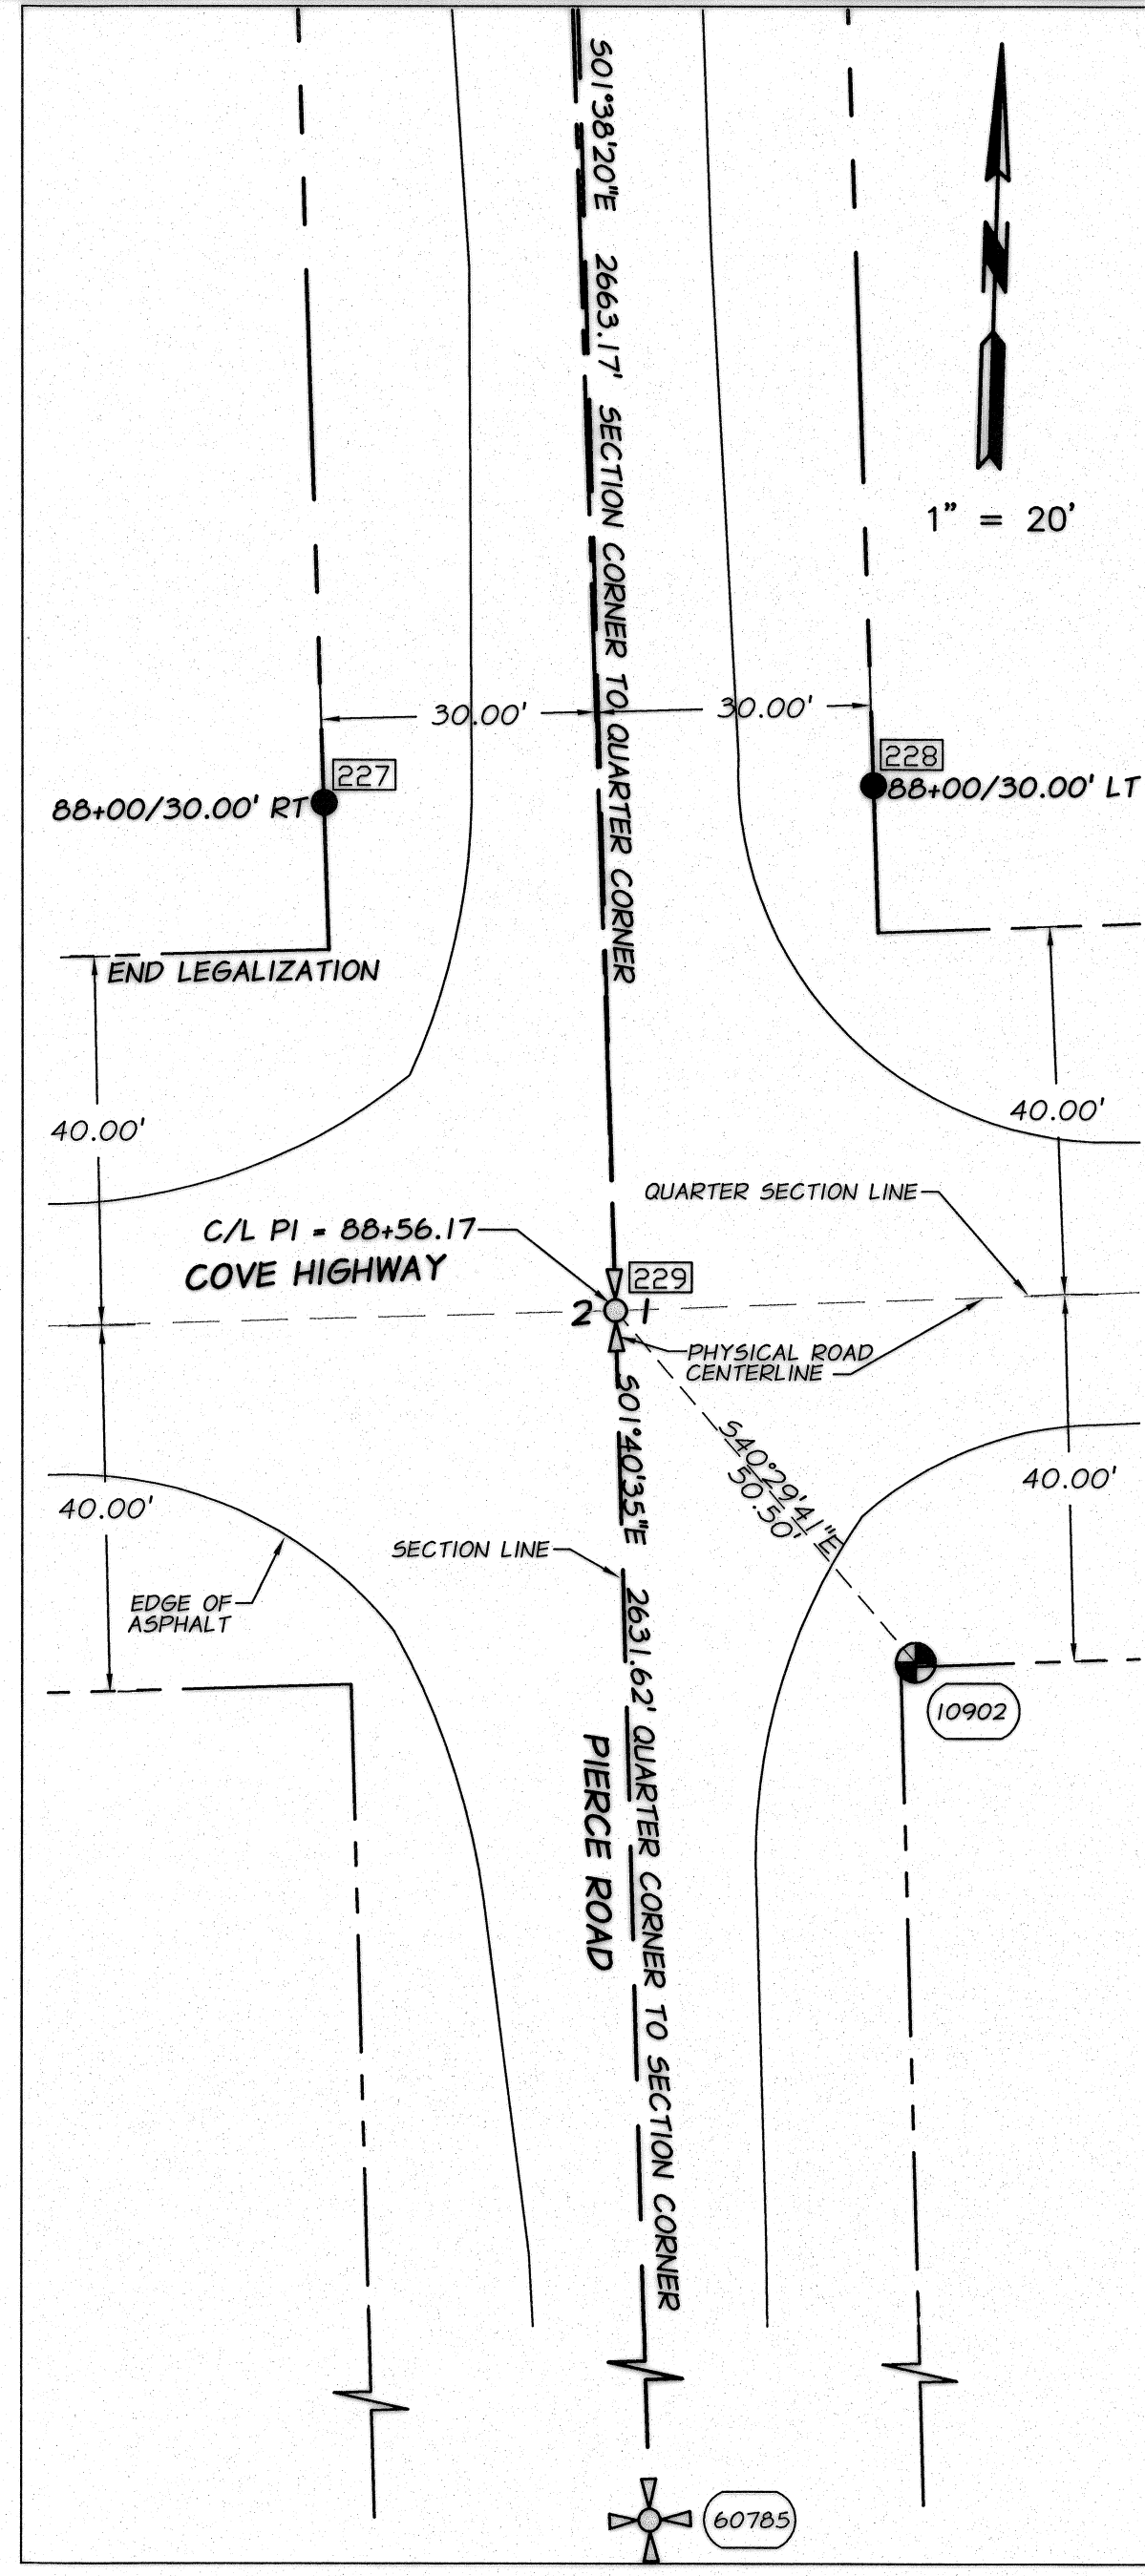 S01°38'20"E 2663.17' SECTION CORNER TO QUARTER CORNER
N
1" = 20'
30.00'
30.00'
227
228
88+00/30.00' RT
88+00/30.00' LT
END LEGALIZATION
40.00'
40.00'
QUARTER SECTION LINE
C/L PI = 88+56.17
COVE HIGHWAY
229
2
1
PHYSICAL ROAD
CENTERLINE
S01°40'35"E 2631.62' QUARTER CORNER TO SECTION CORNER
S40°29'41"E
50.50'
40.00'
40.00'
SECTION LINE
EDGE OF
ASPHALT
10902
PIERCE ROAD
60785